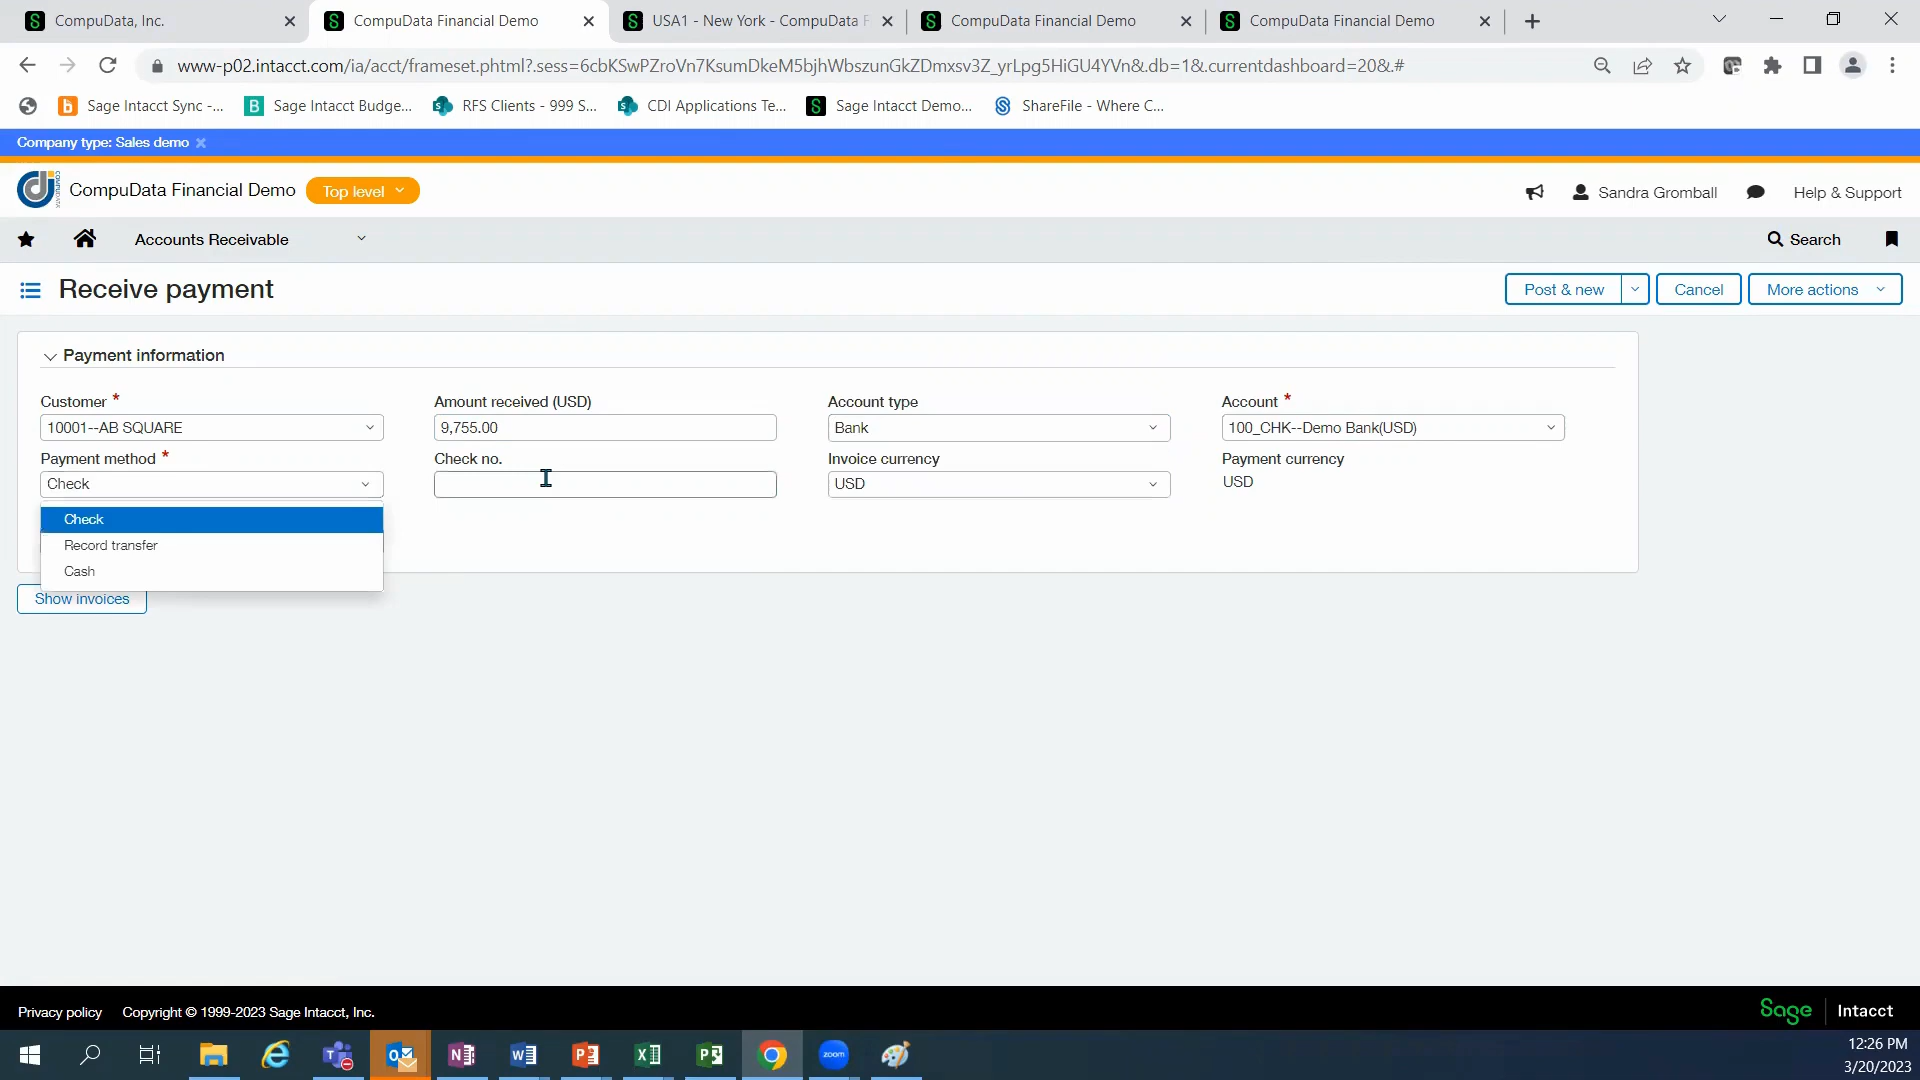 CompuData, Inc.
CompuData Financial Demo
USA1 - New York - CompuData F
CompuData Financial Demo
CompuData Financial Demo
www-p02.intacct.com/ia/acct/frameset.phtml?.sess=6cbKSwPZroVn7KsumDkeM5bjhWbszunGkZDmxsv3Z_yrLpg5HiGU4YVn&.db=1&.currentdashboard=20&.#
Sage Intacct Sync -...
Sage Intacct Budge...
RFS Clients - 999 S...
CDI Applications Te...
Sage Intacct Demo...
ShareFile - Where C...
Company type: Sales demo
CompuData Financial Demo
Top level
Sandra Gromball
Help & Support
Accounts Receivable
Search
Receive payment
Post & new
Cancel
More actions
Payment information
Customer *
Amount received (USD)
Account type
Account *
10001--AB SQUARE
9,755.00
Bank
100_CHK--Demo Bank(USD)
Payment method *
Check no.
Invoice currency
Payment currency
Check
USD
USD
Check
Record transfer
Cash
Show invoices
Privacy policy
Copyright © 1999-2023 Sage Intacct, Inc.
Sage
Intacct
zoom
12:26 PM
3/20/2023